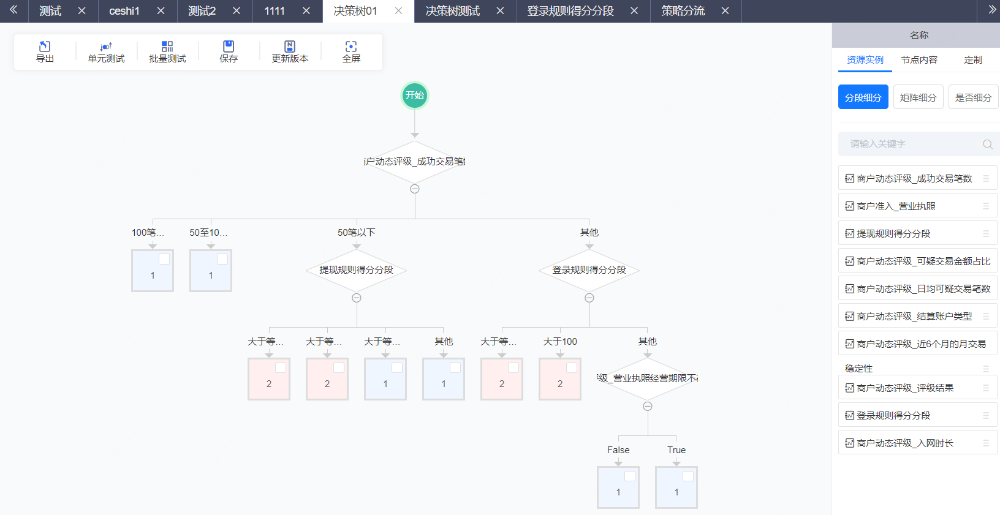 测试
ceshi1
测试2
1111
决策树01
决策树测试
登录规则得分分段
策略分流
导出
单元测试
批量测试
保存
更新版本
全屏
开始
户动态评级_成功交易笔
100笔...
50至10...
50笔以下
其他
1
1
提现规则得分分段
登录规则得分分段
大于等...
大于等...
大于等...
其他
大于等...
大于100
其他
2
2
1
1
2
2
级_营业执照经营期限不
False
True
1
1
名称
资源实例
节点内容
定制
分段细分
矩阵细分
是否细分
请输入关键字
商户动态评级_成功交易笔数
商户准入_营业执照
提现规则得分分段
商户动态评级_可疑交易金额占比
商户动态评级_日均可疑交易笔数
商户动态评级_结算账户类型
商户动态评级_近6个月的月交易
稳定性
商户动态评级_评级结果
登录规则得分分段
商户动态评级_入网时长